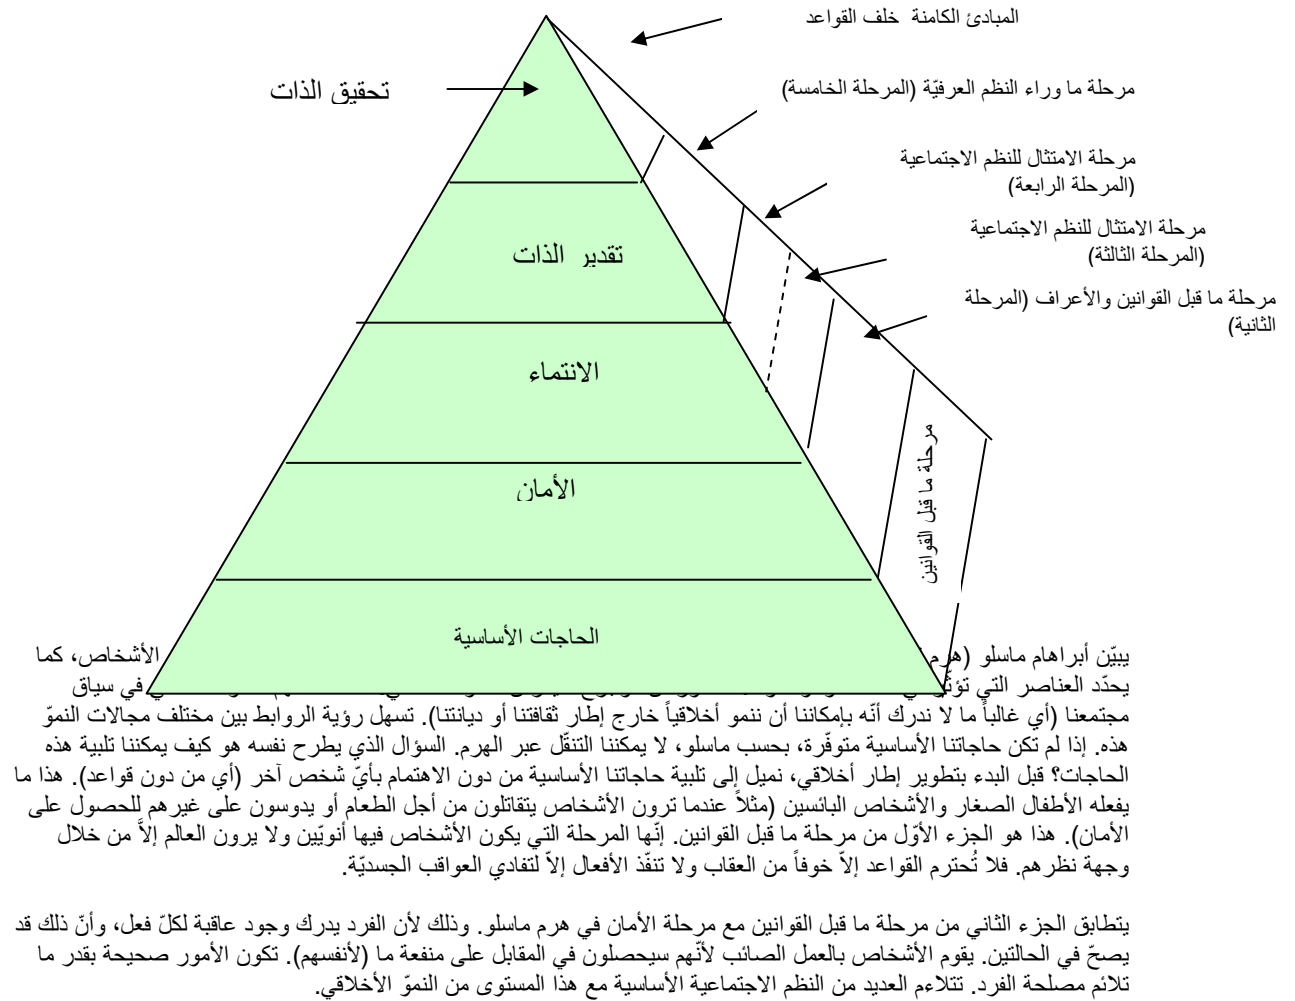 المبادئ الكامنة خلف القواعد
تحقيق الذات
مرحلة ما وراء النظم العرفيّة (المرحلة الخامسة)
مرحلة الامتثال للنظم الاجتماعية
(المرحلة الرابعة)
مرحلة الامتثال للنظم الاجتماعية
(المرحلة الثالثة)
تقدير الذات
مرحلة ما قبل القوانين والأعراف (المرحلة
الثانية)
الانتماء
الأمان
مرحلة ما قبل القوانين
الحاجات الأساسية
يبيّن أبراهام ماسلو (هرم الأشخاص، كما
يحدّد العناصر التي في سياق
مجتمعنا (أي غالباً ما لا ندرك أنّه بإمكاننا أن ننمو أخلاقياً خارج إطار ثقافتنا أو ديانتنا). تسهل رؤية الروابط بين مختلف مجالات النموّ
هذه. إذا لم تكن حاجاتنا الأساسية متوفّرة، بحسب ماسلو، لا يمكننا التنقّل عبر الهرم. السؤال الذي يطرح نفسه هو كيف يمكننا تلبية هذه
الحاجات؟ قبل البدء بتطوير إطار أخلاقي، نميل إلى تلبية حاجاتنا الأساسية من دون الاهتمام بأيّ شخص آخر (أي من دون قواعد). هذا ما
يفعله الأطفال الصغار والأشخاص البائسين (مثلاً عندما ترون الأشخاص يتقاتلون من أجل الطعام أو يدوسون على غيرهم للحصول على
الأمان). هذا هو الجزء الأوّل من مرحلة ما قبل القوانين. إنّها المرحلة التي يكون الأشخاص فيها أنويّين ولا يرون العالم إلاَّ من خلال
وجهة نظرهم. فلا تُحترم القواعد إلاّ خوفاً من العقاب ولا تنفّذ الأفعال إلاّ لتفادي العواقب الجسديّة.
يتطابق الجزء الثاني من مرحلة ما قبل القوانين مع مرحلة الأمان في هرم ماسلو. وذلك لأن الفرد يدرك وجود عاقبة لكلّ فعل، وأنّ ذلك قد
يصحّ في الحالتين. يقوم الأشخاص بالعمل الصائب لأنّهم سيحصلون في المقابل على منفعة ما (لأنفسهم). تكون الأمور صحيحة بقدر ما
تلائم مصلحة الفرد. تتلاءم العديد من النظم الاجتماعية الأساسية مع هذا المستوى من النموّ الأخلاقي.